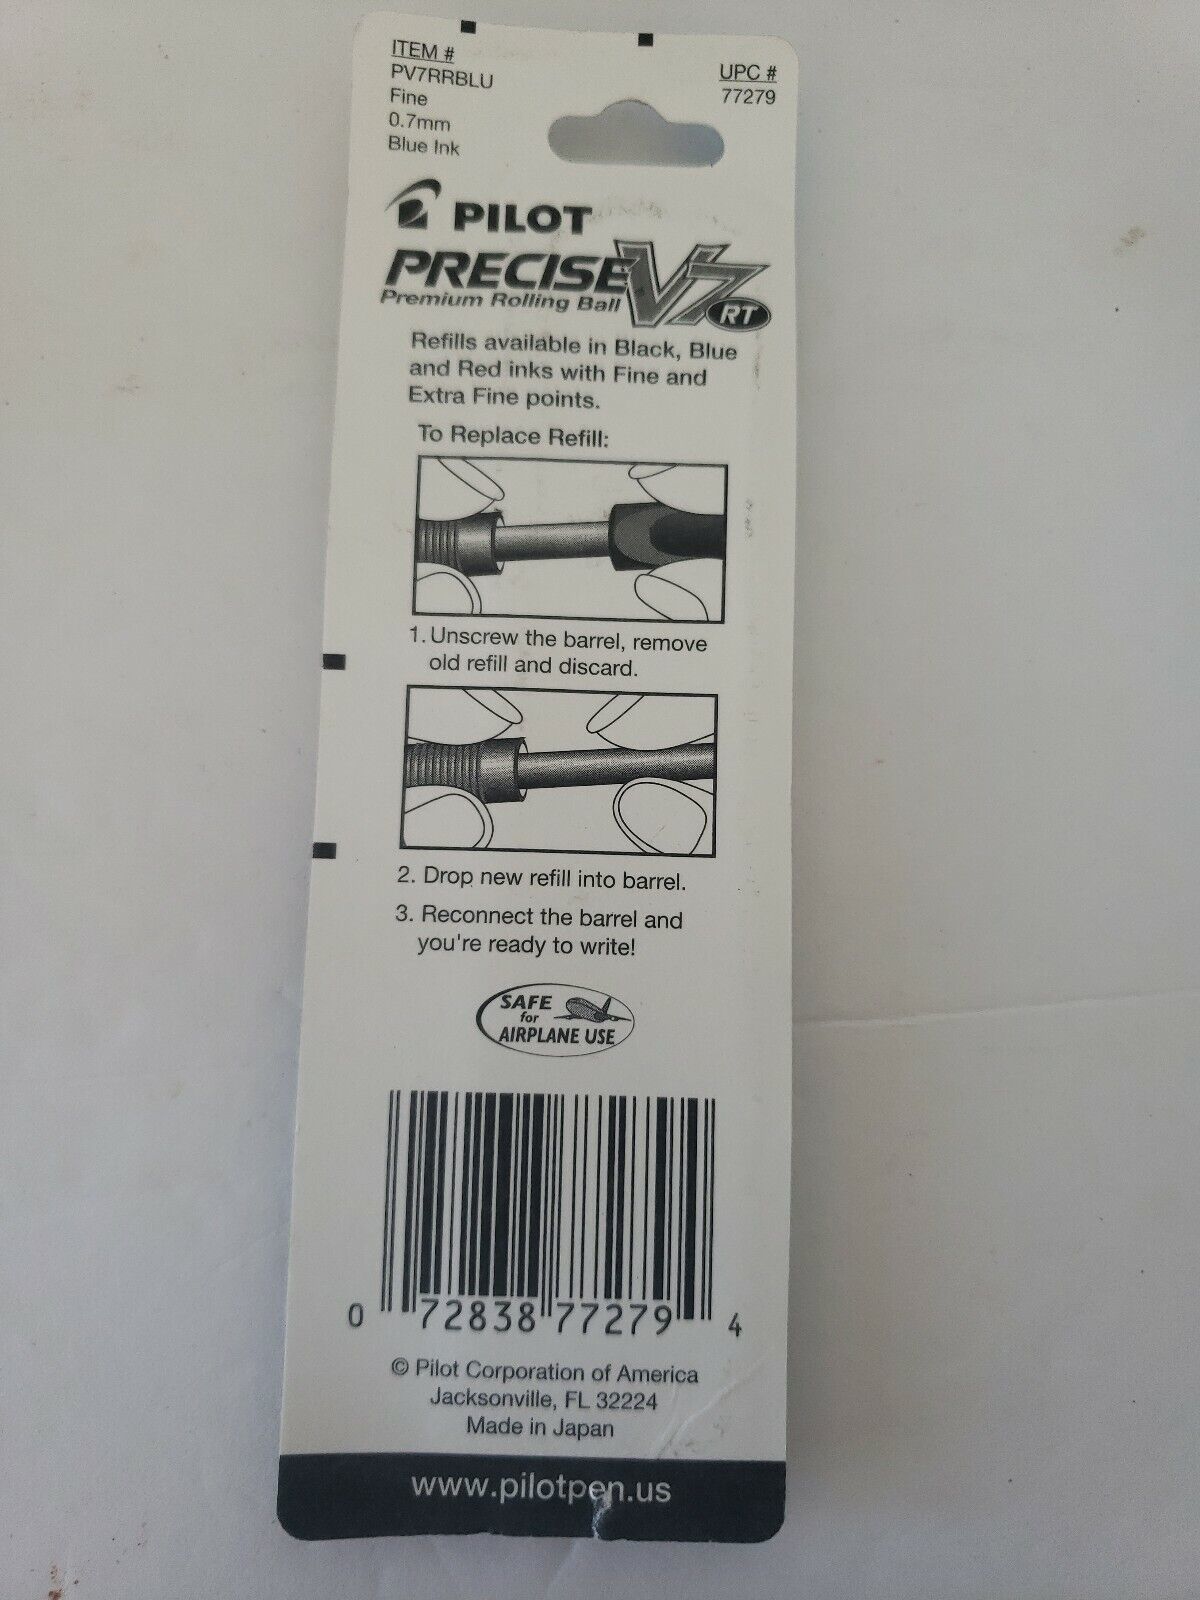 ITEM #
PV7RRBLU
Fine
0.7mm
Blue Ink
UPC #
77279
PILOT
PRECISE V7 RT
Premium Rolling Ball
Refills available in Black, Blue
and Red inks with Fine and
Extra Fine points.
To Replace Refill:
1. Unscrew the barrel, remove
old refill and discard.
2. Drop new refill into barrel.
3. Reconnect the barrel and
you're ready to write!
SAFE
for
AIRPLANE USE
0 72838 77279 4
© Pilot Corporation of America
Jacksonville, FL 32224
Made in Japan
www.pilotpen.us